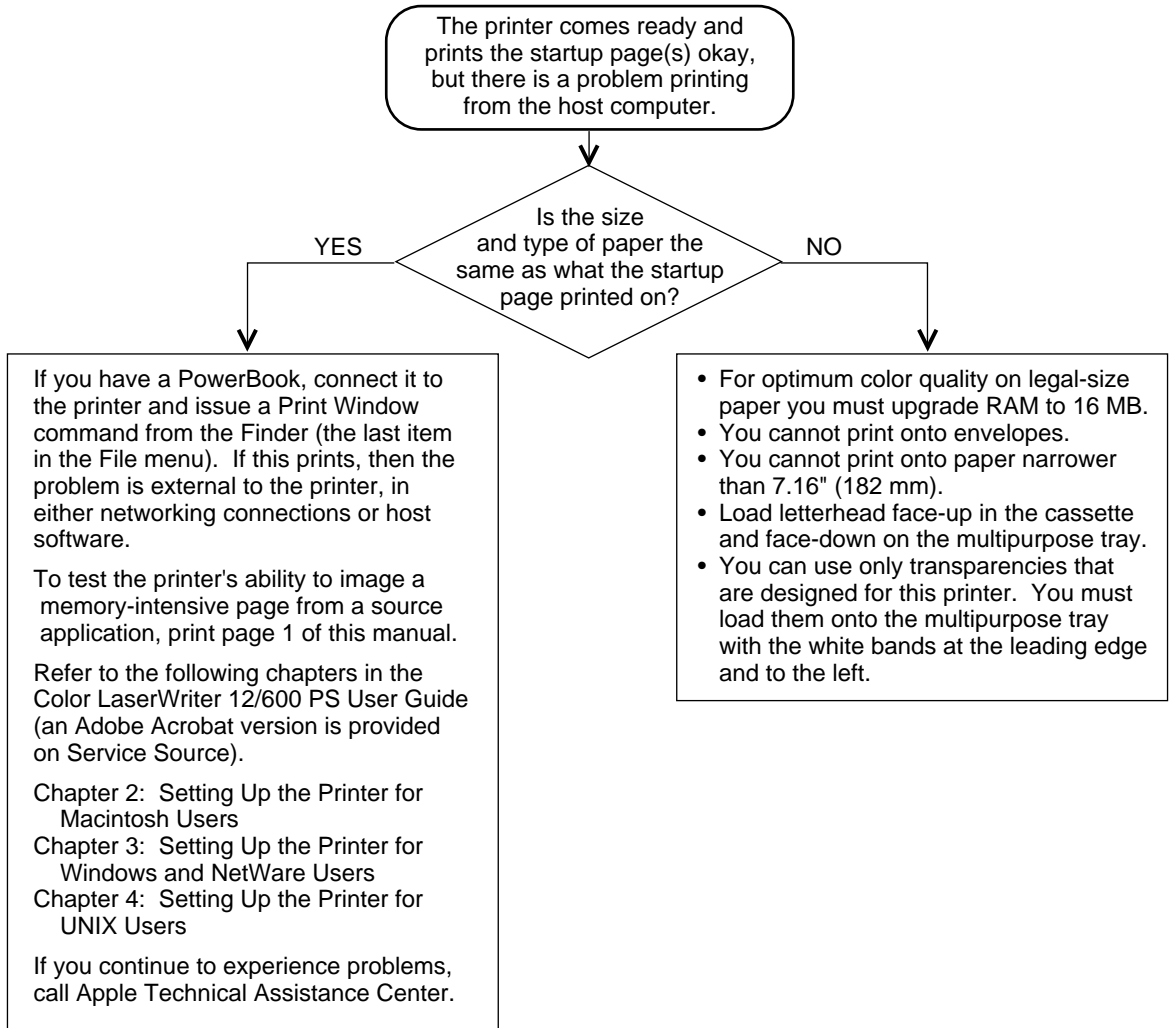 The printer comes ready and
prints the startup page(s) okay,
but there is a problem printing
from the host computer.
Is the size
and type of paper the
same as what the startup
page printed on?
YES
NO
If you have a PowerBook, connect it to
the printer and issue a Print Window
command from the Finder (the last item
in the File menu).  If this prints, then the
problem is external to the printer, in
either networking connections or host
software.
To test the printer's ability to image a
memory-intensive page from a source
application, print page 1 of this manual.
Refer to the following chapters in the
Color LaserWriter 12/600 PS User Guide
(an Adobe Acrobat version is provided
on Service Source).
Chapter 2:  Setting Up the Printer for
Macintosh Users
Chapter 3:  Setting Up the Printer for
Windows and NetWare Users
Chapter 4:  Setting Up the Printer for
UNIX Users
If you continue to experience problems,
call Apple Technical Assistance Center.
• For optimum color quality on legal-size
paper you must upgrade RAM to 16 MB.
• You cannot print onto envelopes.
• You cannot print onto paper narrower
than 7.16" (182 mm).
• Load letterhead face-up in the cassette
and face-down on the multipurpose tray.
• You can use only transparencies that
are designed for this printer.  You must
load them onto the multipurpose tray
with the white bands at the leading edge
and to the left.